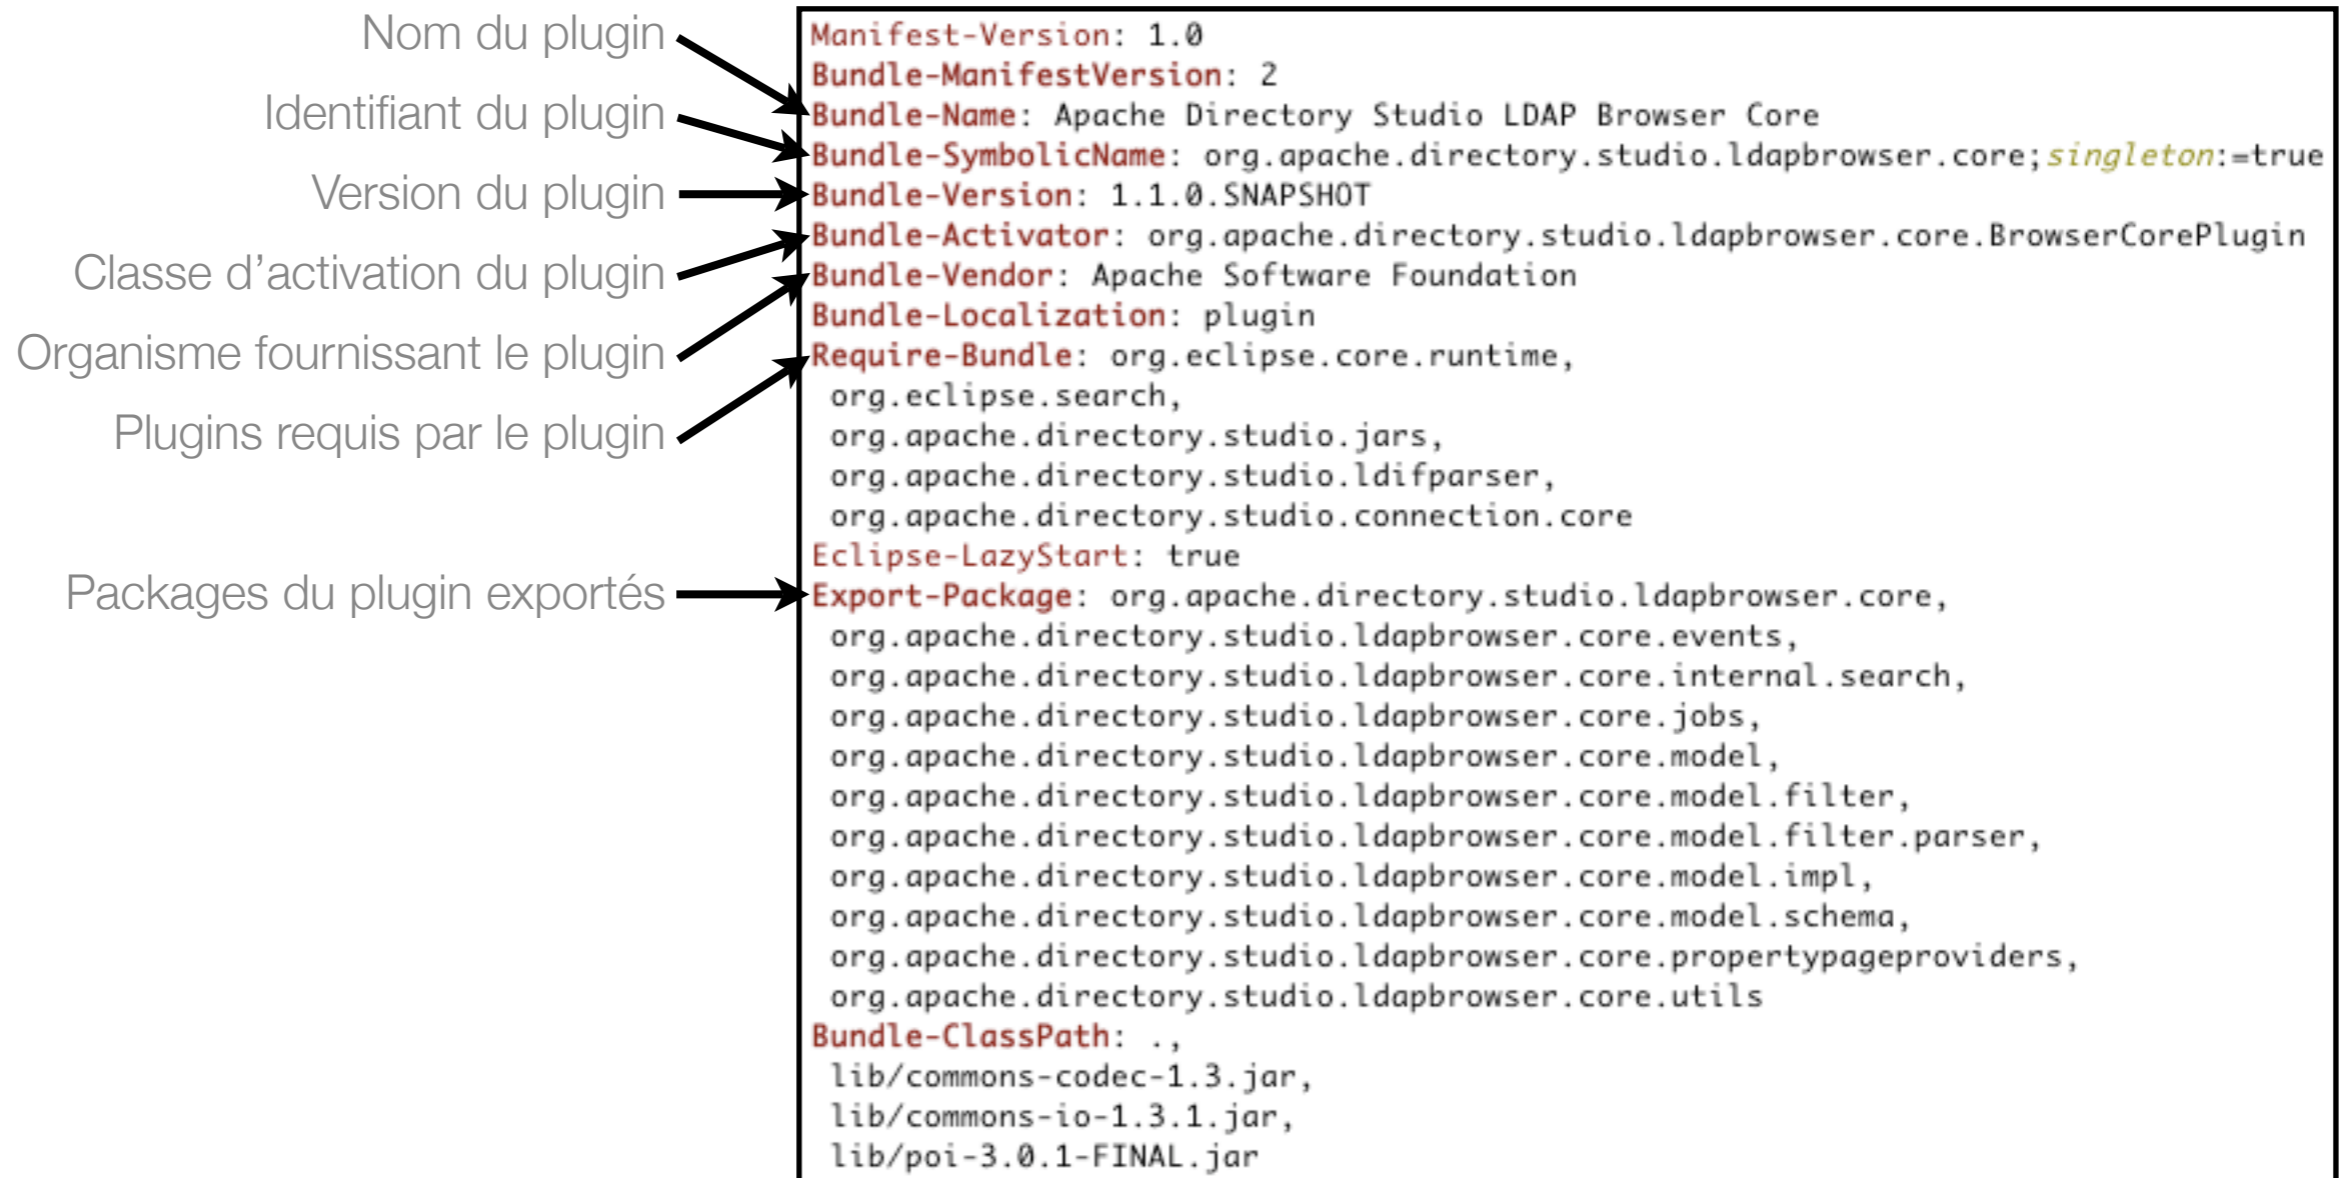 Nom du plugin
Identifiant du plugin
Version du plugin
Classe d’activation du plugin
Organisme fournissant le plugin
Plugins requis par le plugin
Packages du plugin exportés
Manifest-Version: 1.0
Bundle-ManifestVersion: 2
Bundle-Name: Apache Directory Studio LDAP Browser Core
Bundle-SymbolicName: org.apache.directory.studio.ldapbrowser.core;singleton:=true
Bundle-Version: 1.1.0.SNAPSHOT
Bundle-Activator: org.apache.directory.studio.ldapbrowser.core.BrowserCorePlugin
Bundle-Vendor: Apache Software Foundation
Bundle-Localization: plugin
Require-Bundle: org.eclipse.core.runtime,
 org.eclipse.search,
 org.apache.directory.studio.jars,
 org.apache.directory.studio.ldifparser,
 org.apache.directory.studio.connection.core
Eclipse-LazyStart: true
Export-Package: org.apache.directory.studio.ldapbrowser.core,
 org.apache.directory.studio.ldapbrowser.core.events,
 org.apache.directory.studio.ldapbrowser.core.internal.search,
 org.apache.directory.studio.ldapbrowser.core.jobs,
 org.apache.directory.studio.ldapbrowser.core.model,
 org.apache.directory.studio.ldapbrowser.core.model.filter,
 org.apache.directory.studio.ldapbrowser.core.model.filter.parser,
 org.apache.directory.studio.ldapbrowser.core.model.impl,
 org.apache.directory.studio.ldapbrowser.core.model.schema,
 org.apache.directory.studio.ldapbrowser.core.propertypageproviders,
 org.apache.directory.studio.ldapbrowser.core.utils
Bundle-ClassPath: .,
 lib/commons-codec-1.3.jar,
 lib/commons-io-1.3.1.jar,
 lib/poi-3.0.1-FINAL.jar